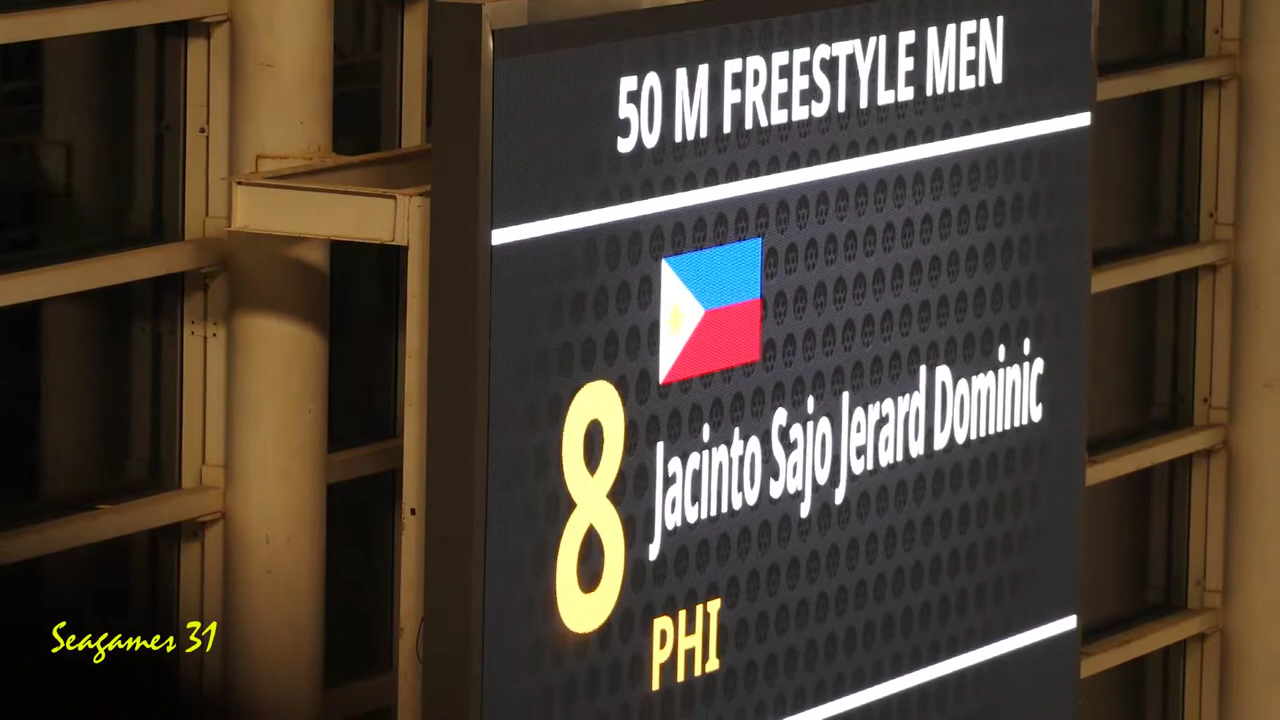 50 M FREESTYLE MEN
8
Jacinto Sajo Jerard Dominic
PHI
Seagames 31